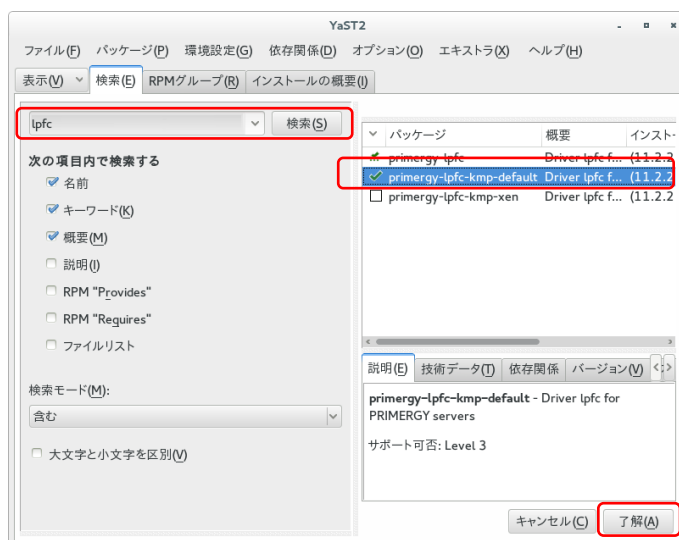 YaST2
ファイル(F) パッケージ(P) 環境設定(G) 依存関係(D) オプション(O) エキストラ(X) ヘルプ(H)
表示(V) 検索(E) RPMグループ(R) インストールの概要(I)
lpfc 検索(S)
次の項目内で検索する
名前
キーワード(K)
概要(M)
説明(I)
RPM "Provides"
RPM "Requires"
ファイルリスト
検索モード(M):
含む
大文字と小文字を区別(V)
パッケージ 概要 インスト-
primergy-lpfc Driver lpfc f... (11.2.2
primergy-lpfc-kmp-default Driver lpfc f... (11.2.2
primergy-lpfc-kmp-xen Driver lpfc f... (11.2.2
説明(E) 技術データ(T) 依存関係 バージョン(V)
primergy-lpfc-kmp-default - Driver lpfc for
PRIMERGY servers
サポート可否: Level 3
キャンセル(C) 了解(A)